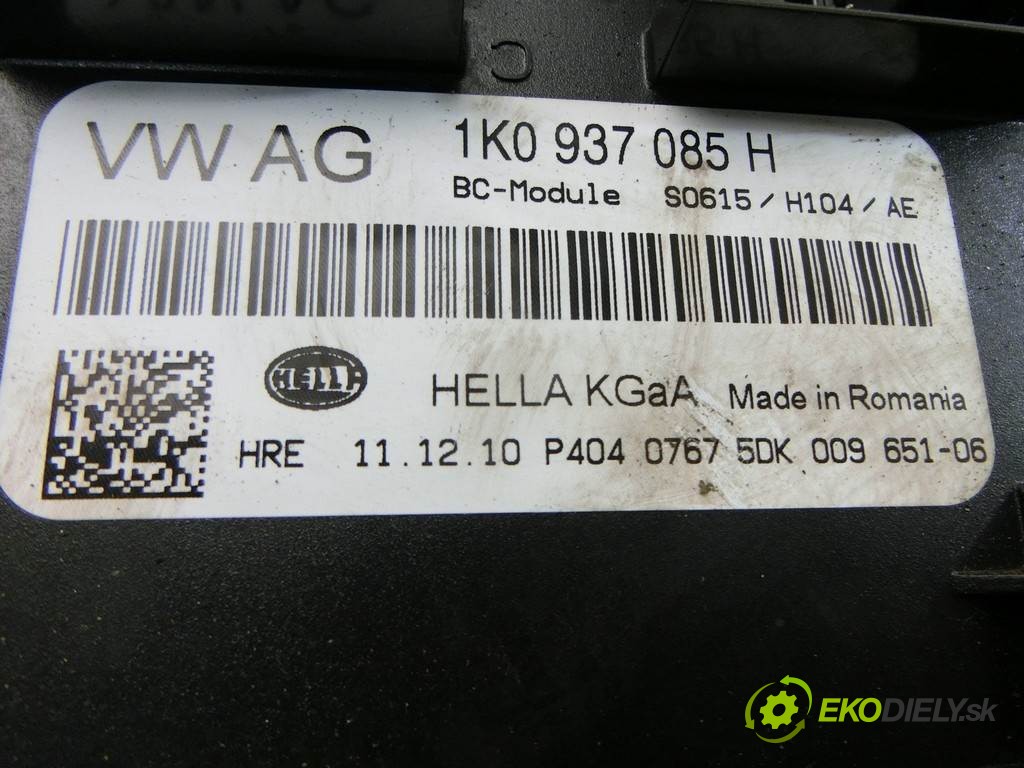 VW AG 1K0 937 085 H
BC-Module S0615 / H104 / AE
HELLA
HELLA KGaA Made in Romania
HRE 11.12.10 P404 0767 5DK 009 651-06
EKODIELY.sk